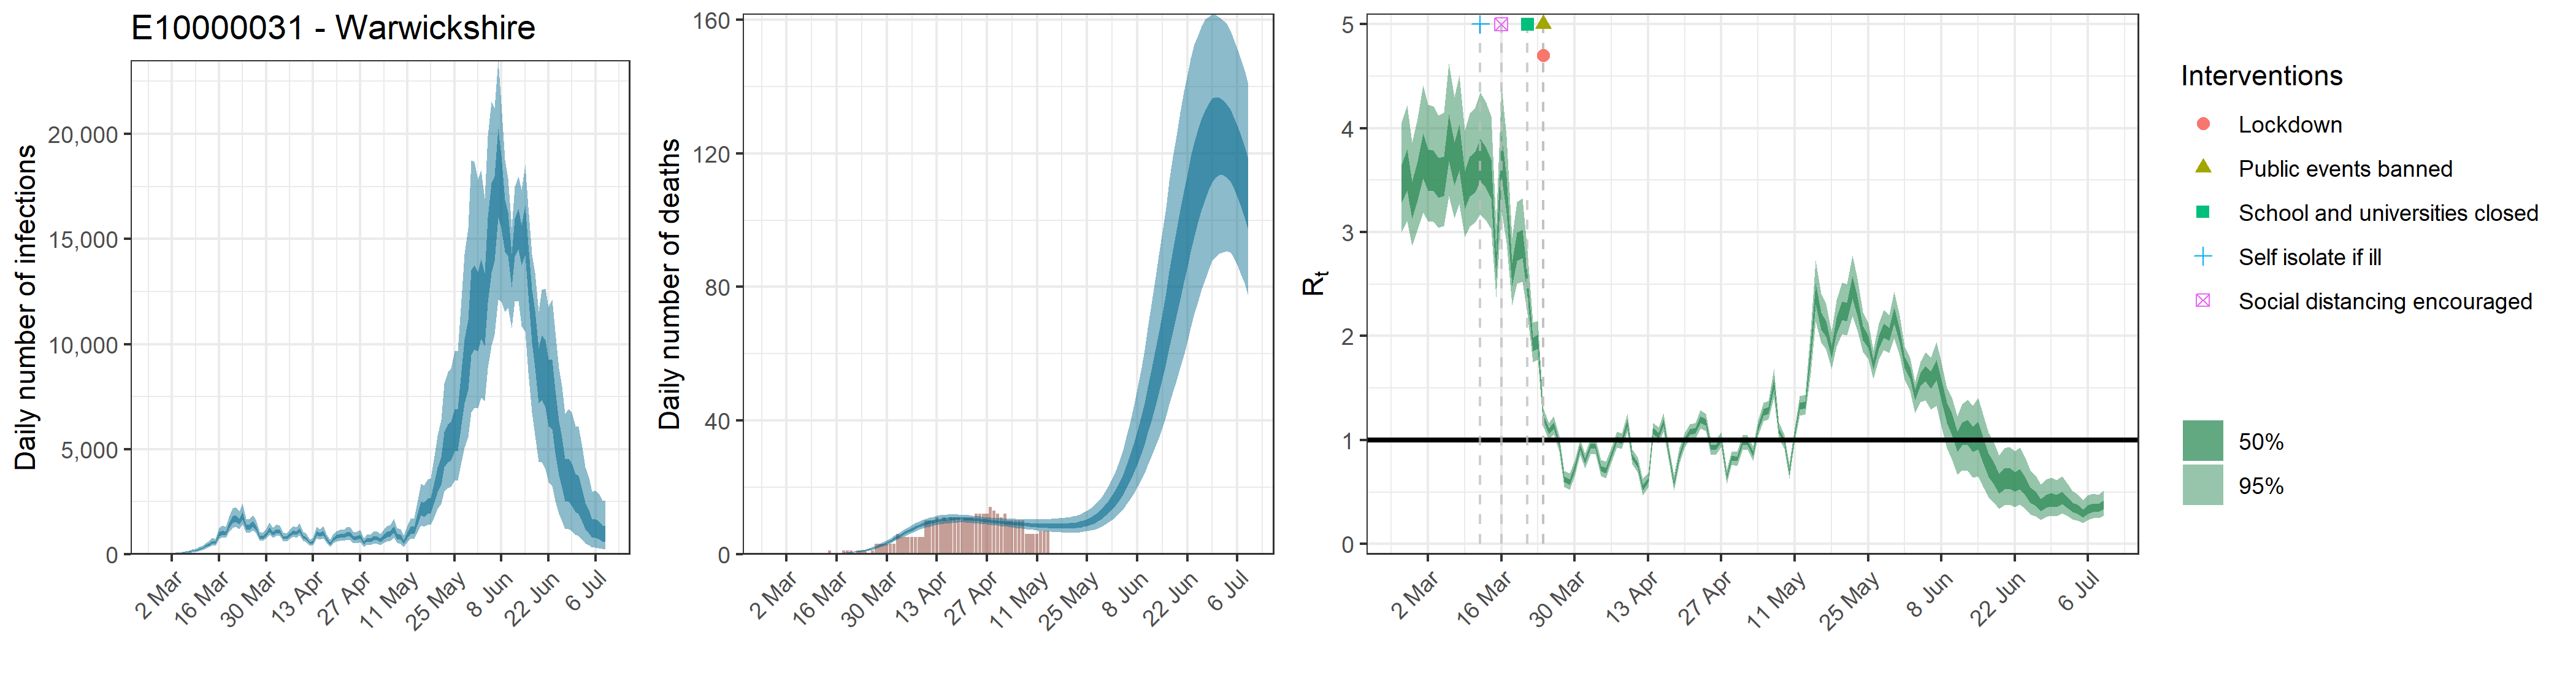 E10000031 - Warwickshire
Daily number of infections
20,000
15,000
10,000
5,000
0
2 Mar
16 Mar
30 Mar
13 Apr
27 Apr
11 May
25 May
8 Jun
22 Jun
6 Jul
Daily number of deaths
160
120
80
40
0
2 Mar
16 Mar
30 Mar
13 Apr
27 Apr
11 May
25 May
8 Jun
22 Jun
6 Jul
Rt
5
4
3
2
1
0
2 Mar
16 Mar
30 Mar
13 Apr
27 Apr
11 May
25 May
8 Jun
22 Jun
6 Jul
Interventions
Lockdown
Public events banned
School and universities closed
Self isolate if ill
Social distancing encouraged
50%
95%